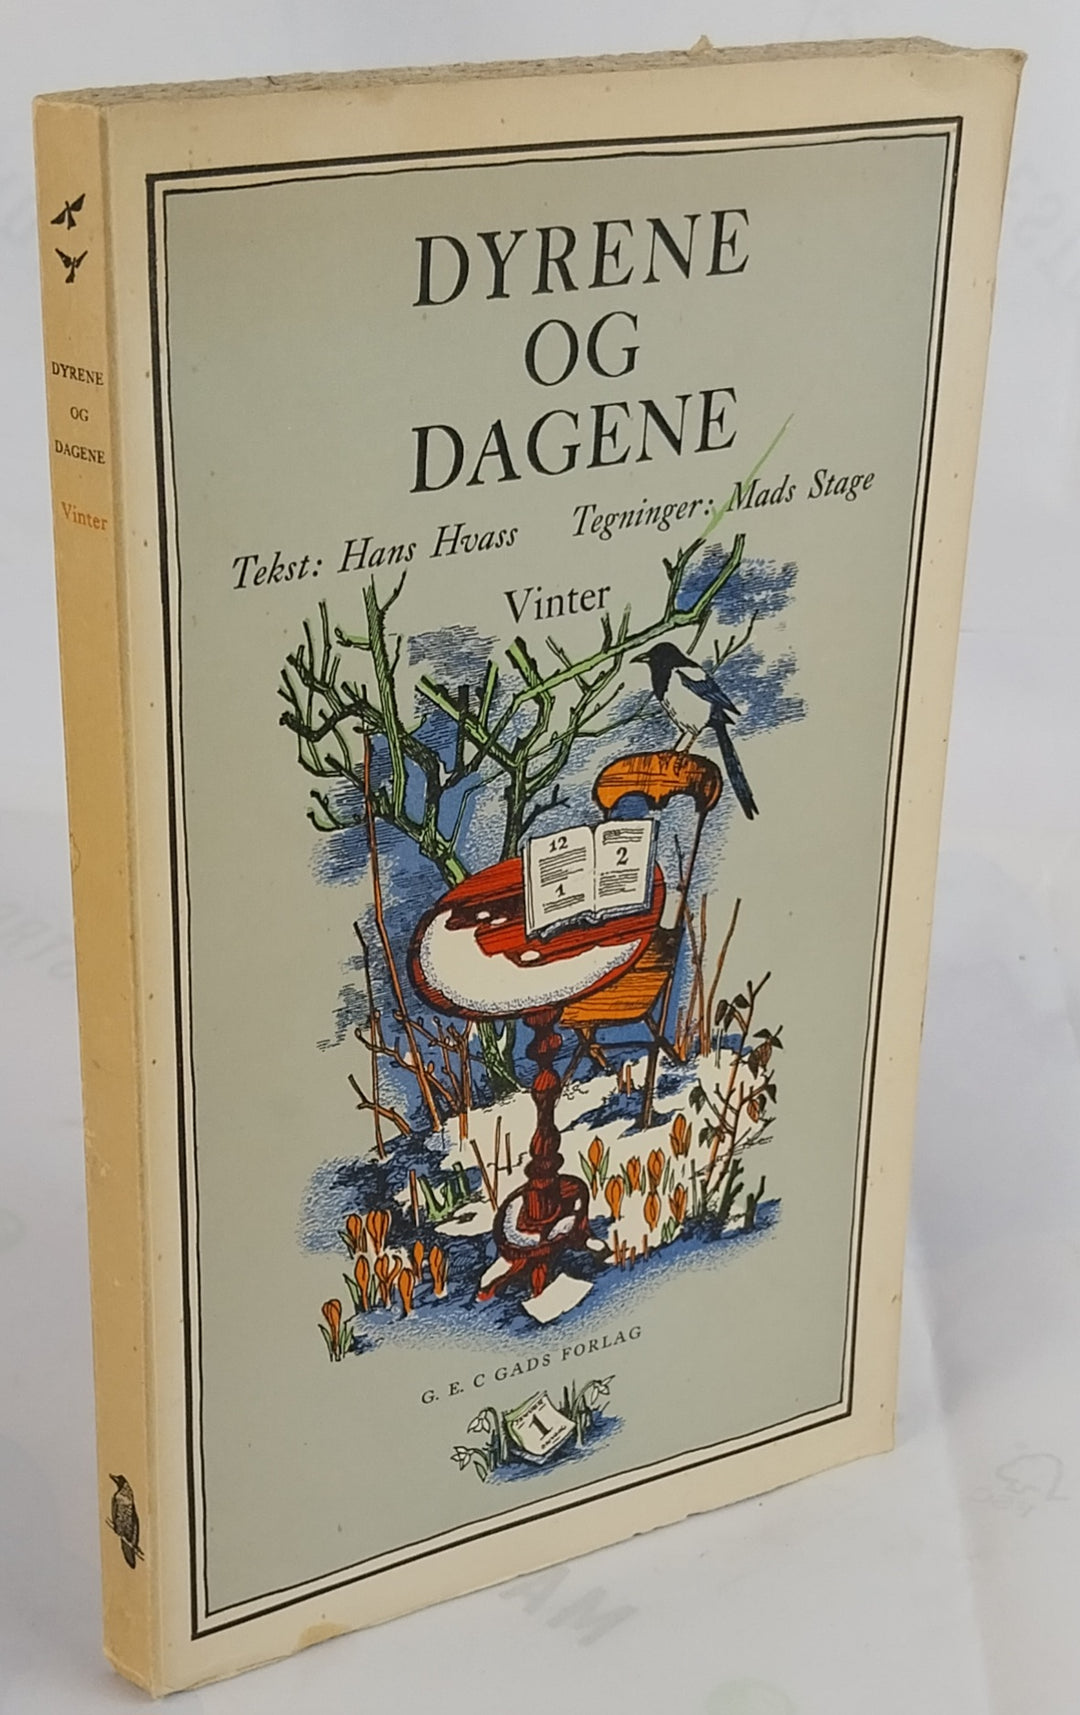 DYRENE
OG
DAGENE
Vinter
DYRENE
OG
DAGENE
Tekst: Hans Hvass Tegninger: Mads Stage
Vinter
12
1
2
G. E. C GADS FORLAG
1